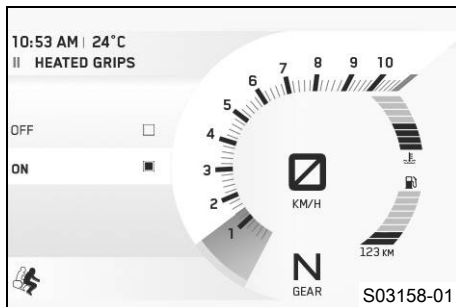 10:53 AM | 24°C
II HEATED GRIPS
OFF
ON
1
2
3
4
5
6
7
8
9
10
0
KM/H
N
GEAR
123 KM
S03158-01